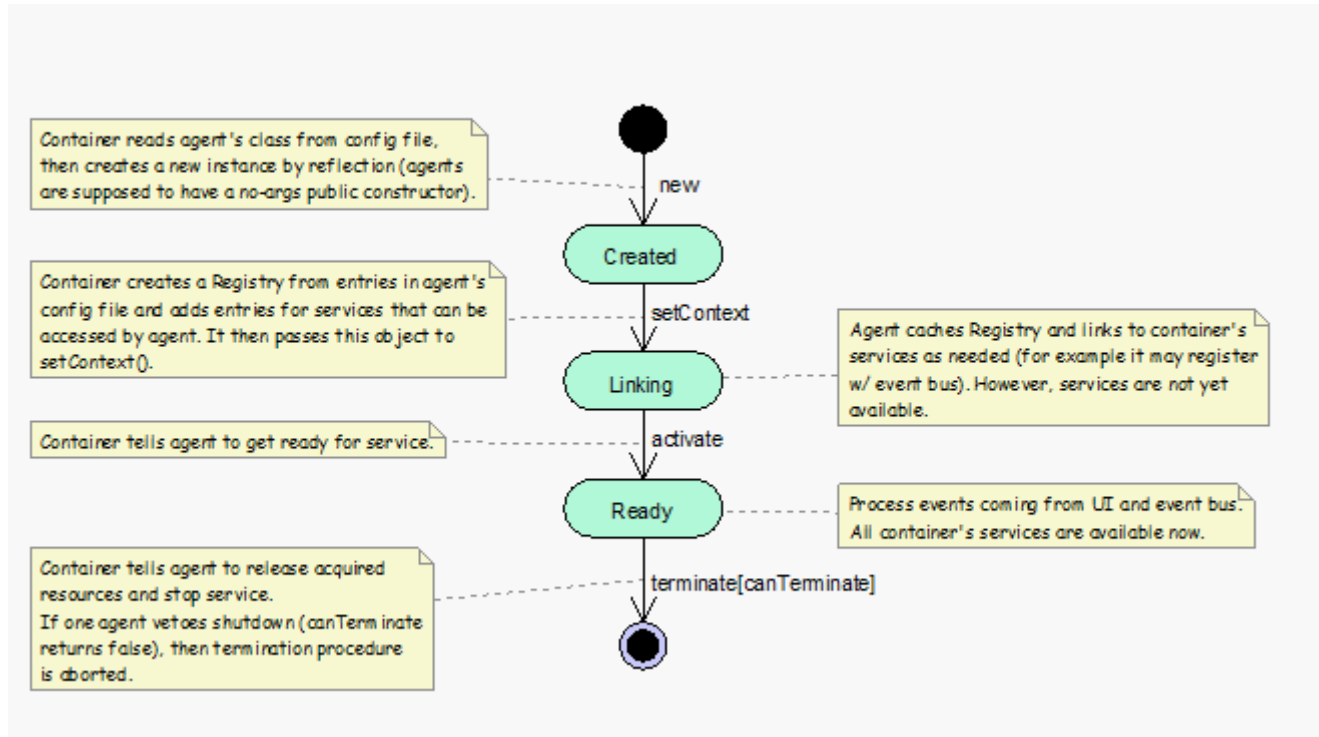 Container reads agent's class from config file,
then creates a new instance by reflection (agents
are supposed to have a no-args public constructor).
new
Created
Container creates a Registry from entries in agent's
config file and adds entries for services that can be
accessed by agent. It then passes this object to
setContext().
setContext
Agent caches Registry and links to container's
services as needed (for example it may register
w/ event bus). However, services are not yet
available.
Linking
Container tells agent to get ready for service.
activate
Ready
Process events coming from UI and event bus.
All container's services are available now.
Container tells agent to release acquired
resources and stop service.
If one agent vetoes shutdown (canTerminate
returns false), then termination procedure
is aborted.
terminate[canTerminate]